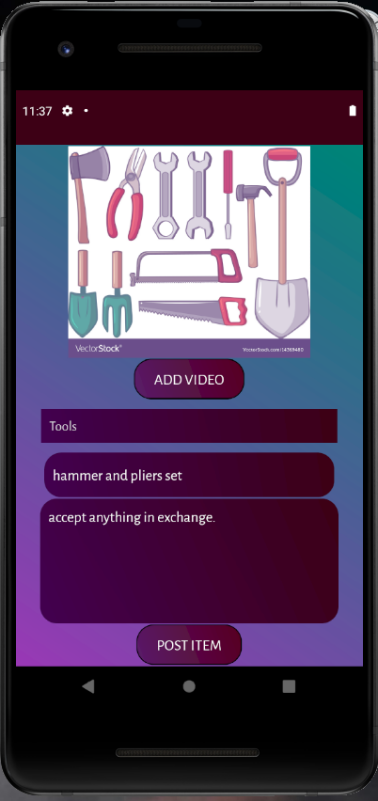 11:37
VectorStock®
VectorStock.com/14369483
ADD VIDEO
Tools
hammer and pliers set
accept anything in exchange.
POST ITEM